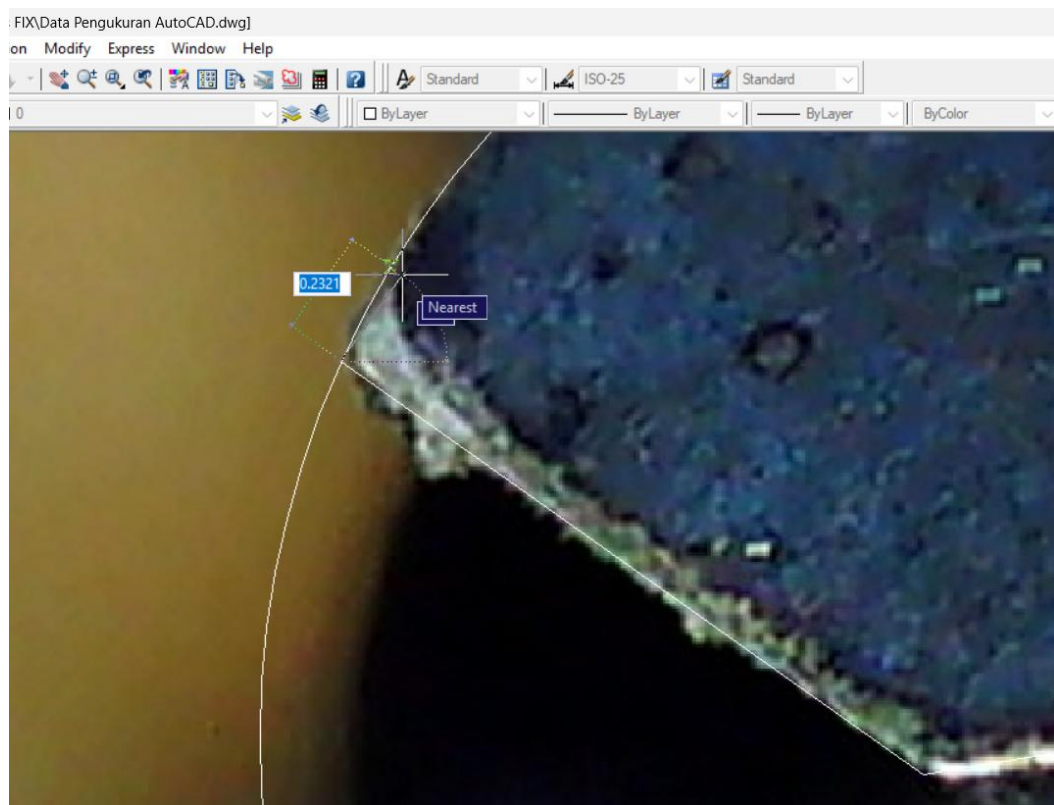 FIX\Data Pengukuran AutoCAD.dwg]
on Modify Express Window Help
Standard ISO-25 Standard
0 ByLayer ByLayer ByLayer ByColor
0.2321
Nearest